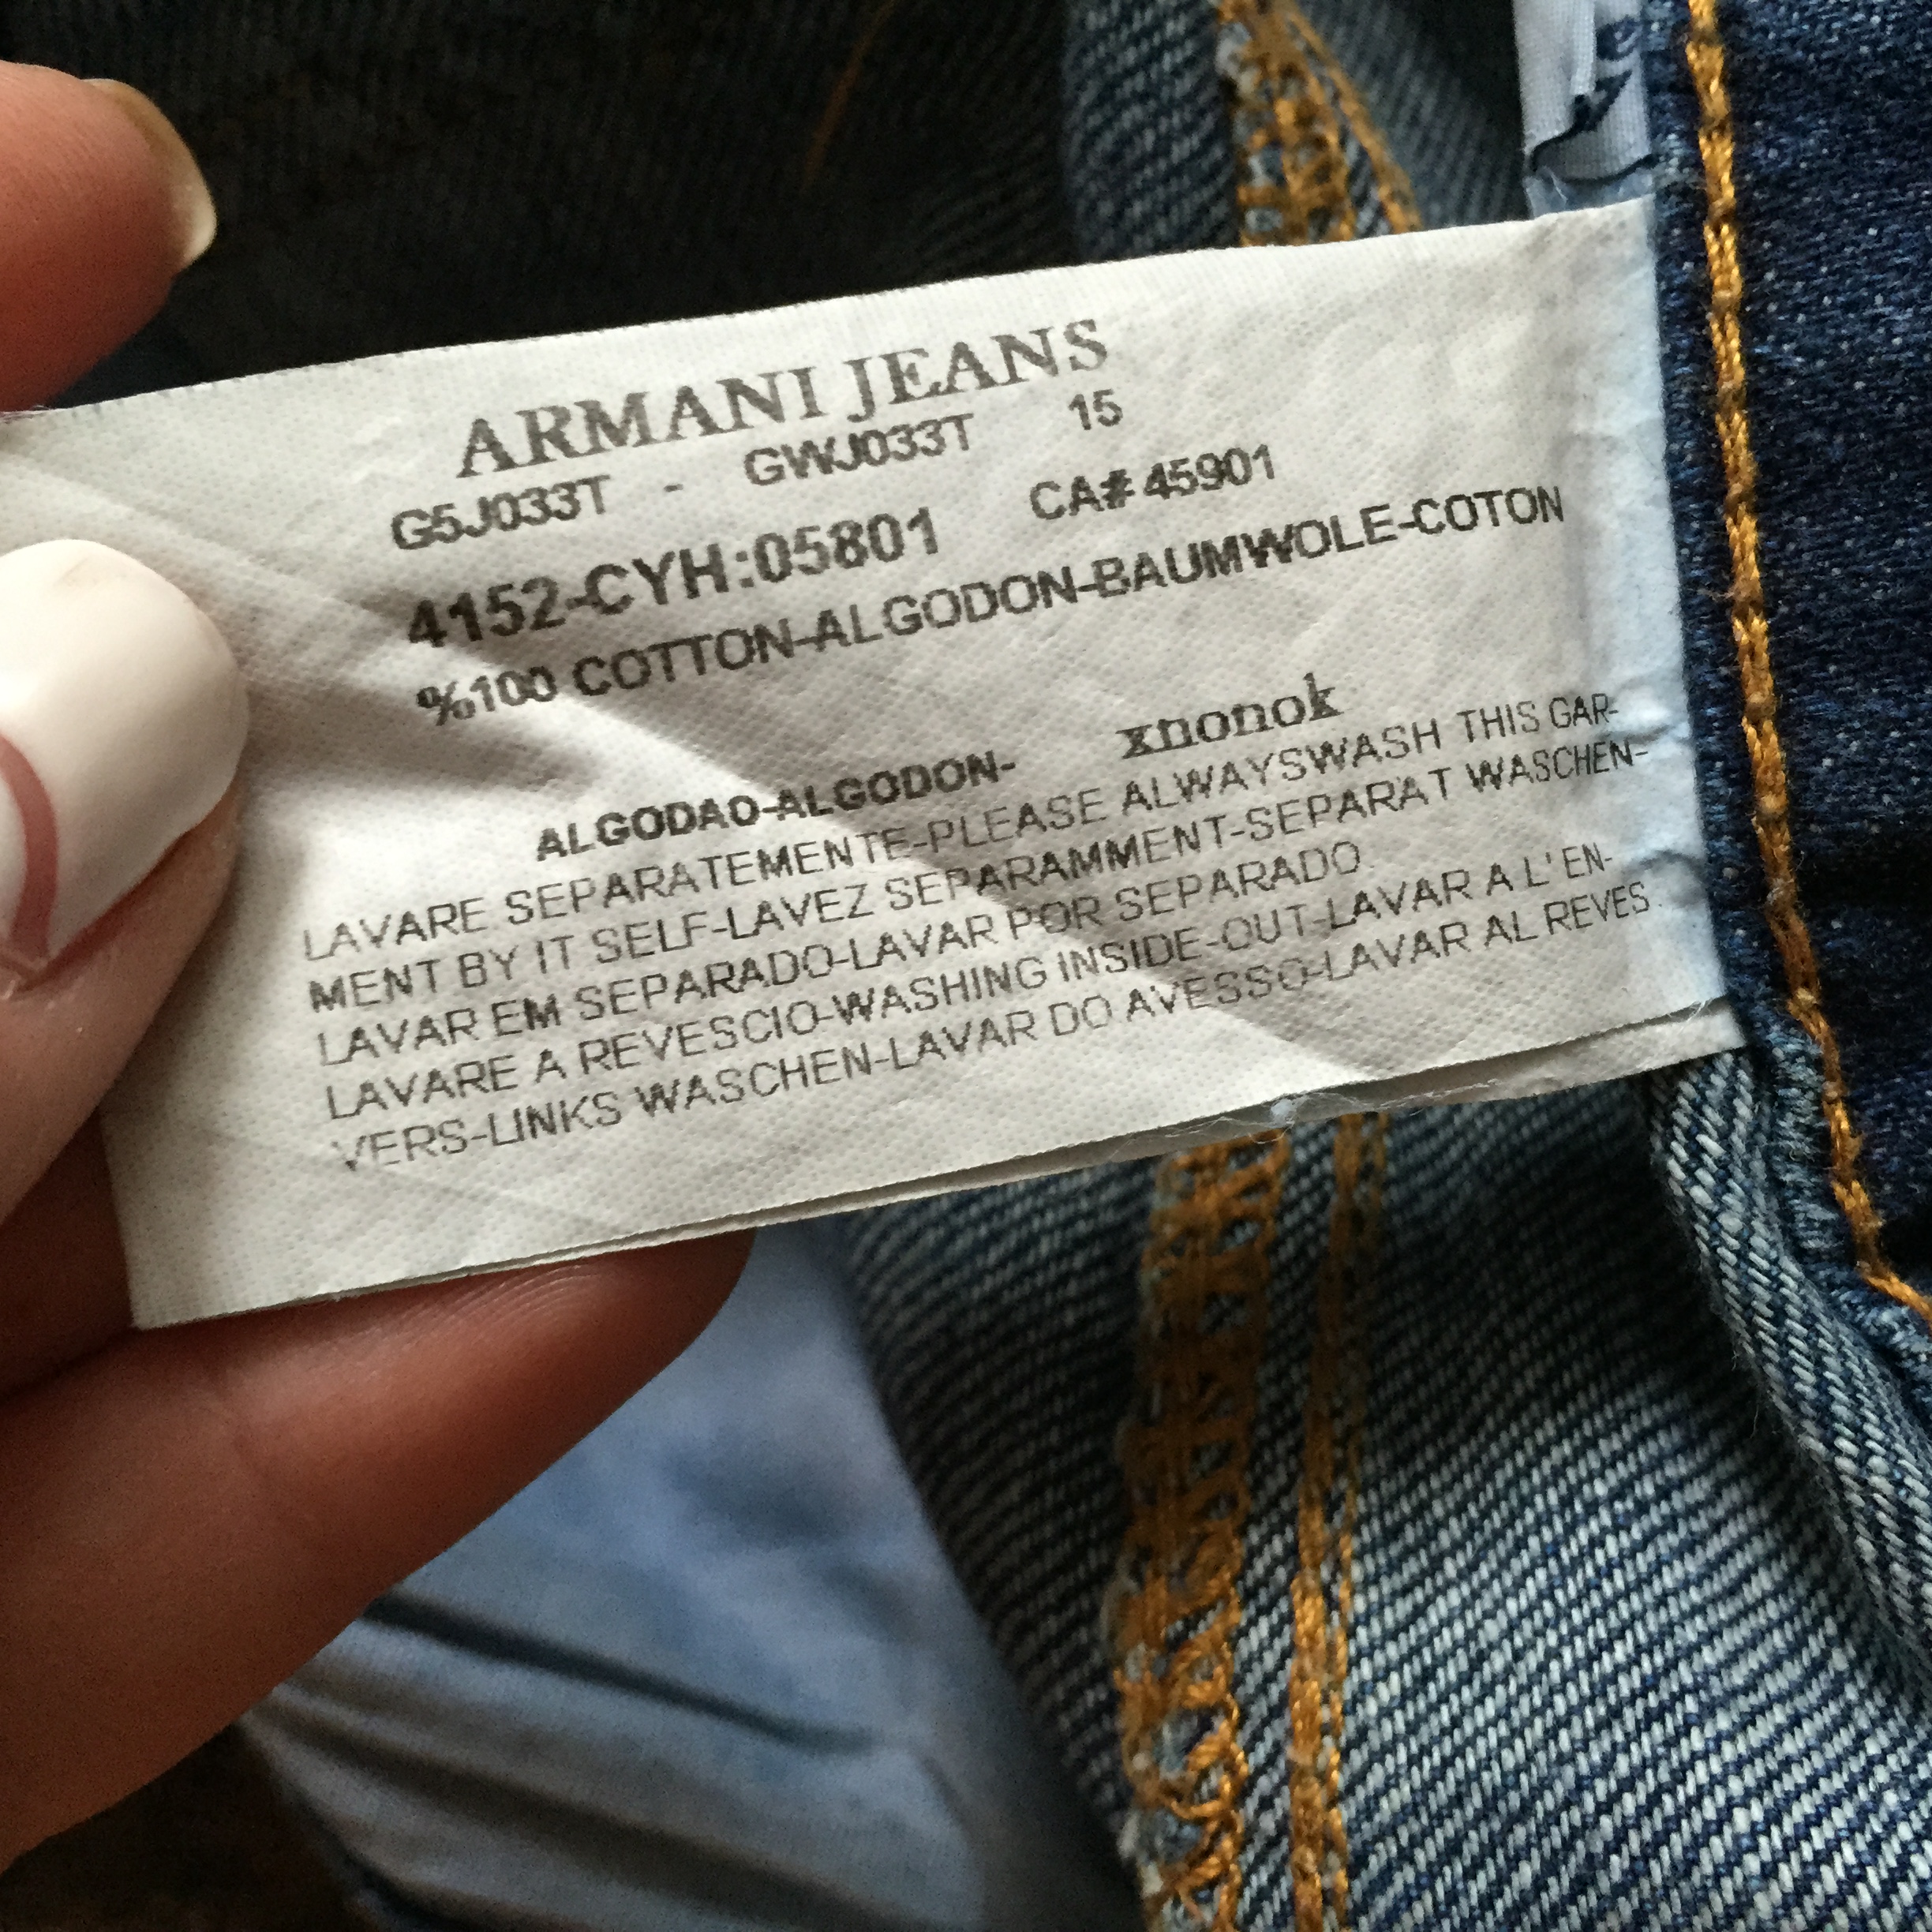 ARMANI JEANS
G5J033T - GWJ033T 15
4152-CYH:05801 CA# 45901
%100 COTTON-ALGODON-BAUMWOLE-COTON
ALGODAO-ALGODON- xnonok
LAVARE SEPARATEMENTE-PLEASE ALWAYSWASH THIS GAR-
MENT BY IT SELF-LAVEZ SEPARAMMENT-SEPARAT WASCHEN-
LAVAR EM SEPARADO-LAVAR POR SEPARADO.
LAVARE A REVESCIO-WASHING INSIDE-OUT-LAVAR A L' EN-
VERS-LINKS WASCHEN-LAVAR DO AVESSO-LAVAR AL REVES.